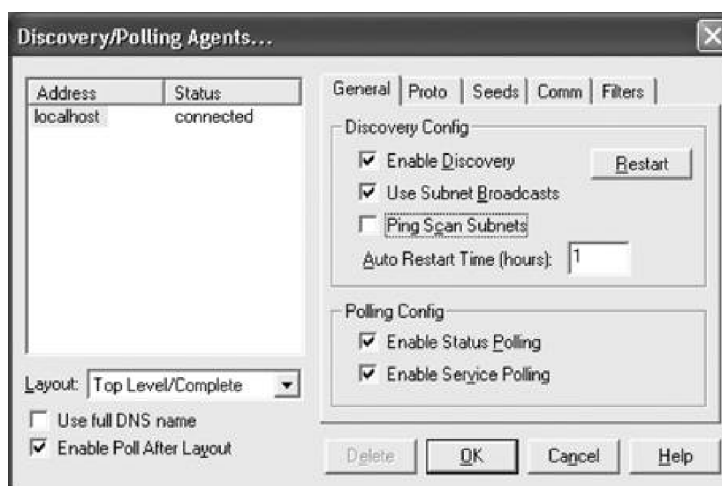 Discovery/Polling Agents...
Address Status
localhost connected
Layout: Top Level/Complete
Use full DNS name
Enable Poll After Layout
General Proto Seeds Comm Filters
Discovery Config
Enable Discovery Restart
Use Subnet Broadcasts
Ping Scan Subnets
Auto Restart Time (hours): 1
Polling Config
Enable Status Polling
Enable Service Polling
Delete OK Cancel Help